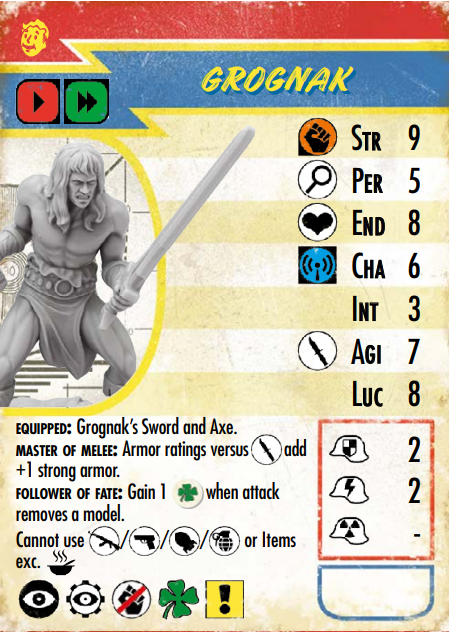 GROGNAK
STR 9
PER 5
END 8
CHA 6
INT 3
AGI 7
LUC 8
EQUIPPED: Grognak's Sword and Axe.
MASTER OF MELEE: Armor ratings versus add
+1 strong armor.
FOLLOWER OF FATE: Gain 1 when attack
removes a model.
Cannot use / / / or Items
exc.
2
2
-
!